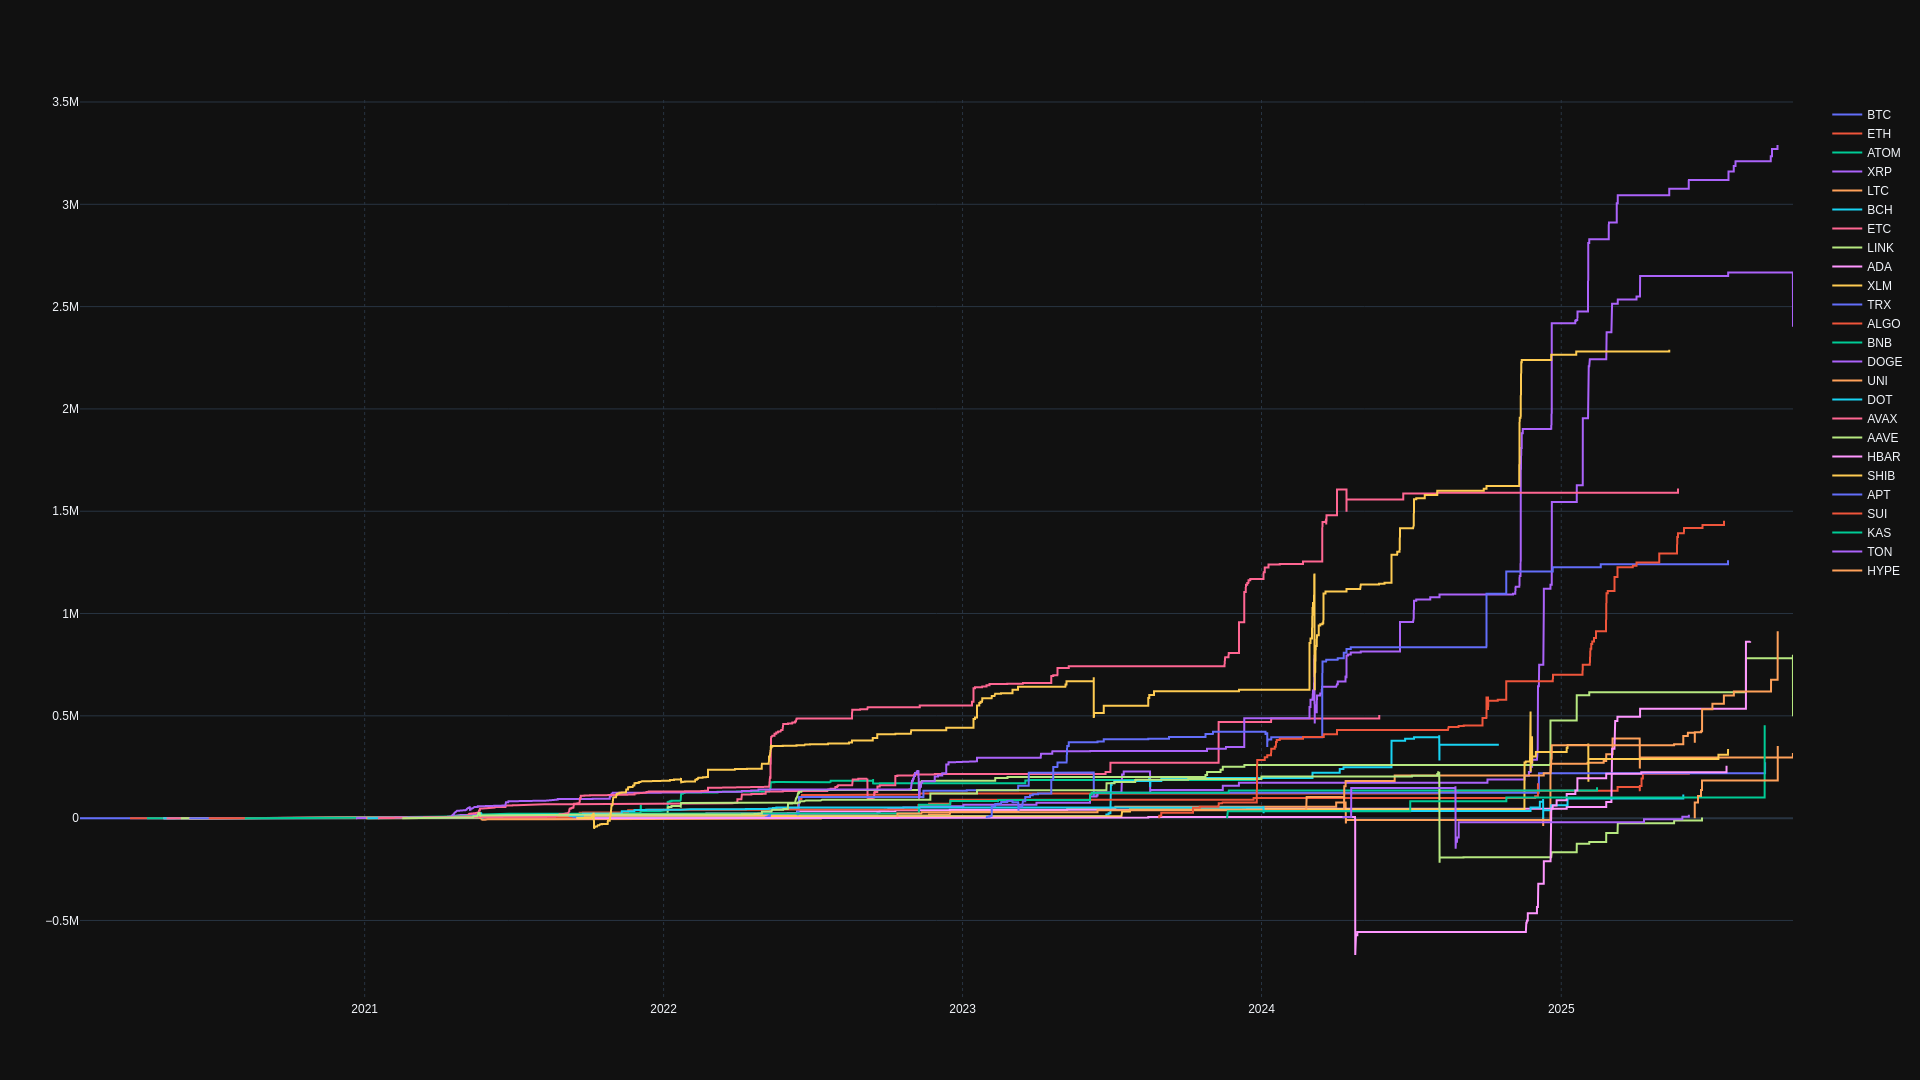 3.5M
3M
2.5M
2M
1.5M
1M
0.5M
0
−0.5M
2021
2022
2023
2024
2025
BTC
ETH
ATOM
XRP
LTC
BCH
ETC
LINK
ADA
XLM
TRX
ALGO
BNB
DOGE
UNI
DOT
AVAX
AAVE
HBAR
SHIB
APT
SUI
KAS
TON
HYPE